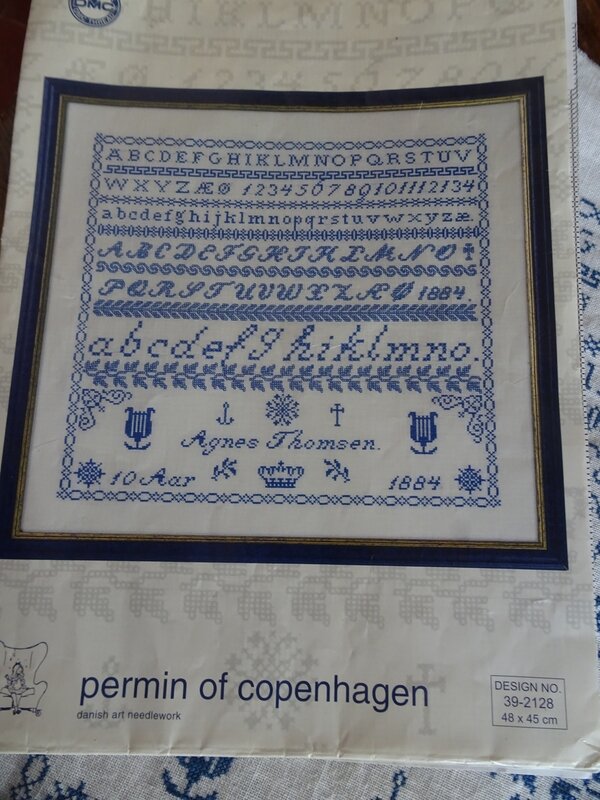 DMC
HIKLMNOPQ
ABCDEFGHIKLMNOPQRSTUV
WXYZÆØ 1234567891011121314
abcdefghijklmnopqrstuvwxyzæ
ABCDEFGHIKLMNO
PQRSTUVWXZÆØ 1884.
abcdefghiklmno.
Agnes Thomsen.
10 Aar 1884
permin of copenhagen
danish art needlework
DESIGN NO.
39-2128
48 x 45 cm